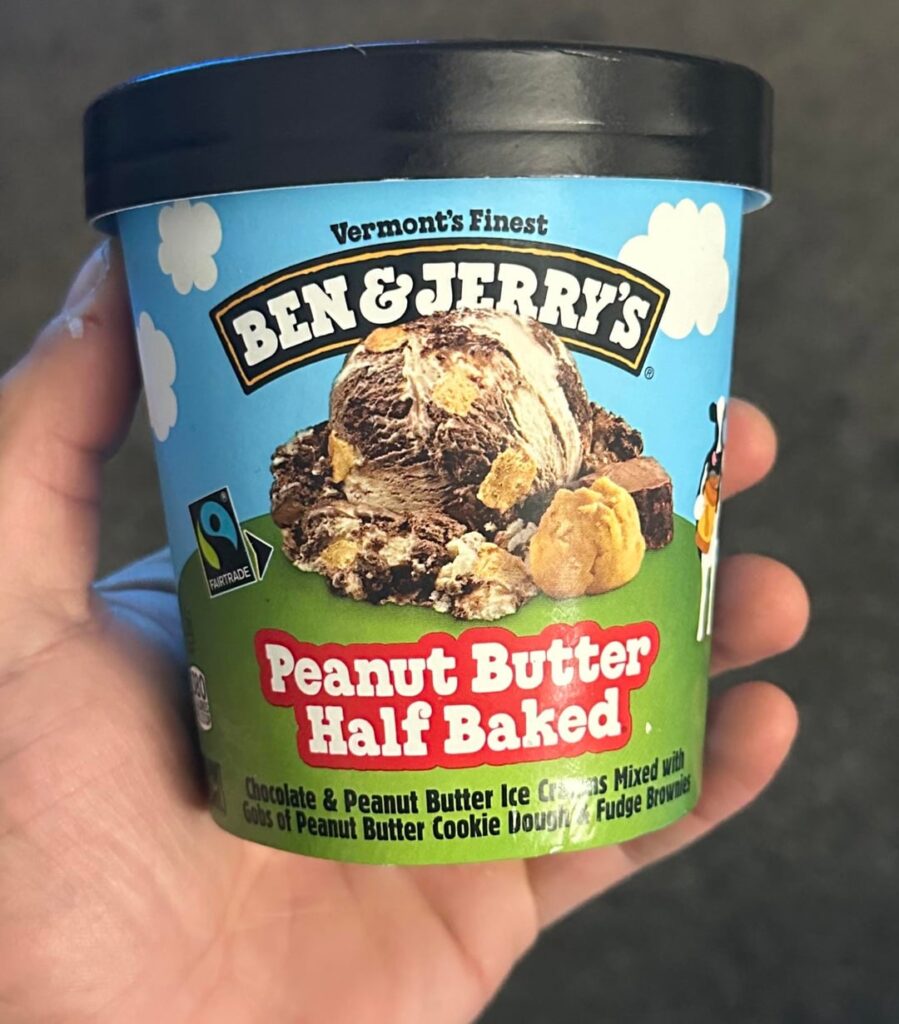 Vermont's Finest
BEN & JERRY'S
®
FAIRTRADE
Peanut Butter
Half Baked
Chocolate & Peanut Butter Ice Creams Mixed with
Gobs of Peanut Butter Cookie Dough & Fudge Brownies